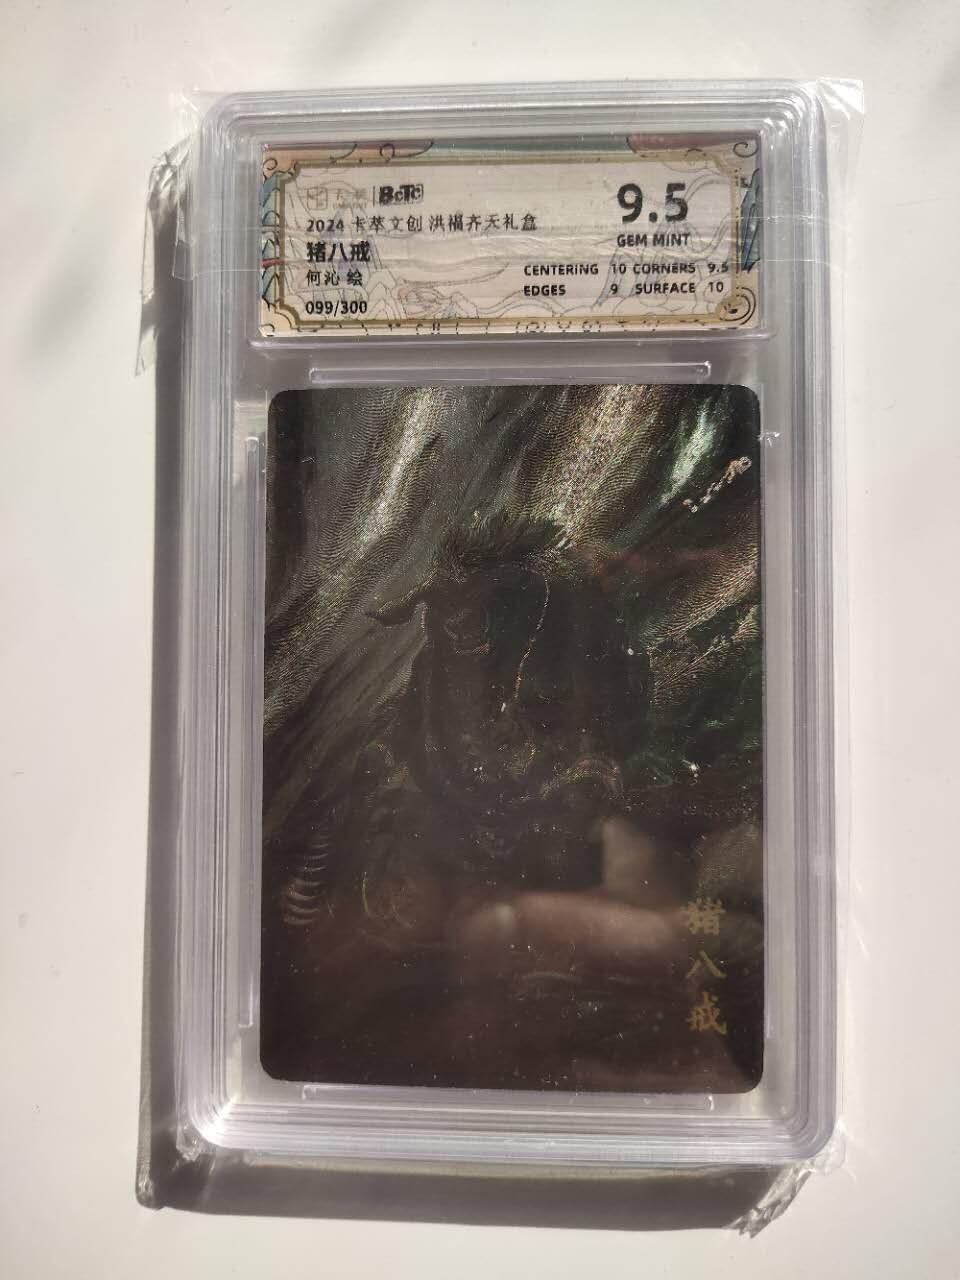 BCTC
2024 卡萃文创 洪福齐天礼盒
猪八戒
何沁 绘
099/300
9.5
GEM MINT
CENTERING 10 CORNERS 9.5
EDGES 9 SURFACE 10
猪八戒